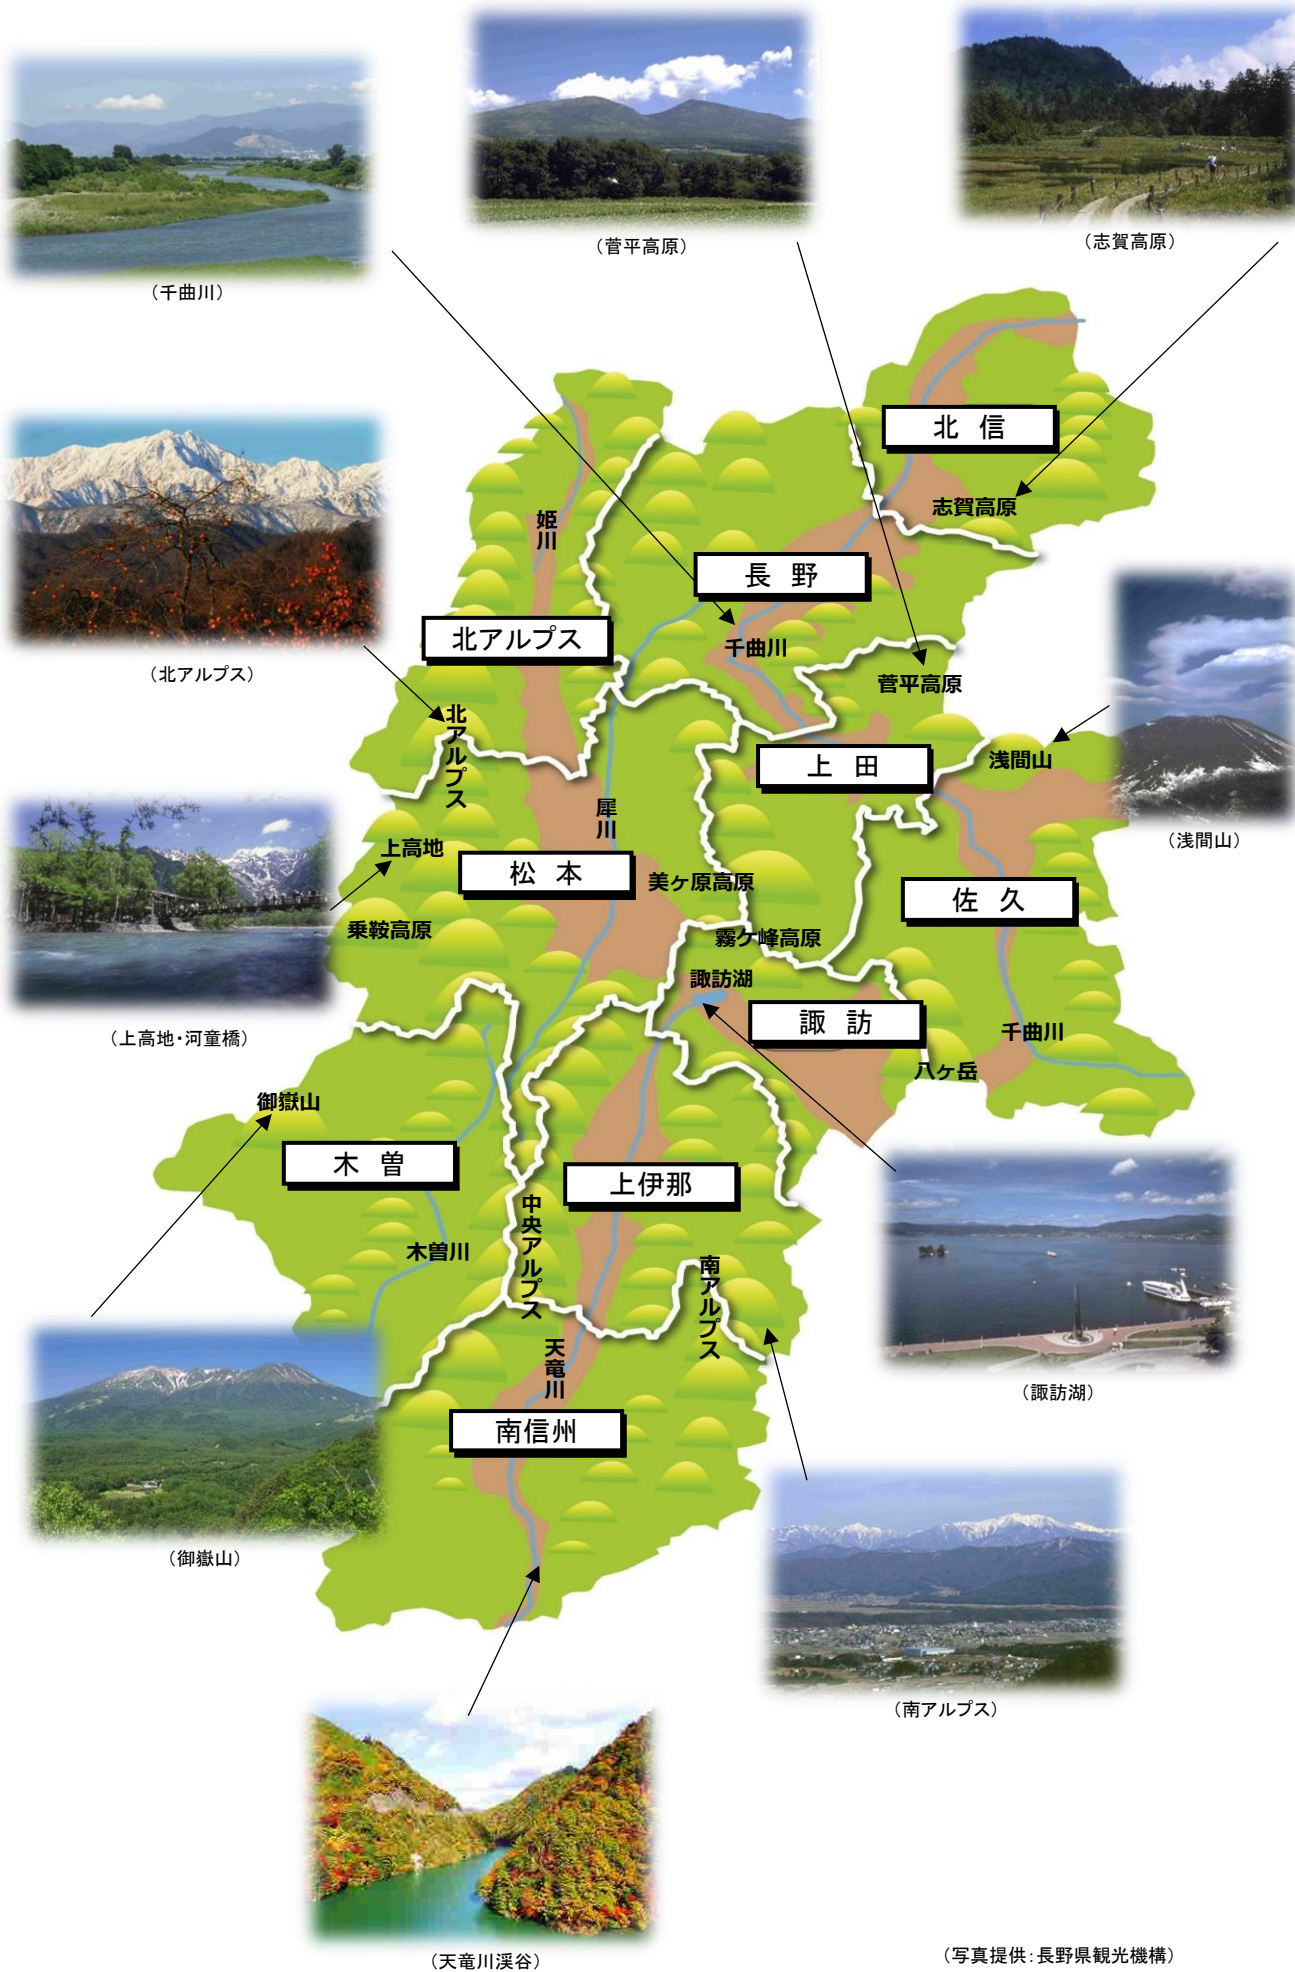 （千曲川）
（菅平高原）
（志賀高原）
北信
志賀高原
姫川
長野
北アルプス
千曲川
（北アルプス）
菅平高原
北アルプス
上田
浅間山
（浅間山）
犀川
上高地
松本
美ヶ原高原
佐久
乗鞍高原
霧ケ峰高原
諏訪湖
諏訪
千曲川
（上高地・河童橋）
八ヶ岳
御嶽山
木曽
上伊那
中央アルプス
木曽川
南アルプス
天竜川
（諏訪湖）
南信州
（御嶽山）
（南アルプス）
（天竜川渓谷）
（写真提供：長野県観光機構）